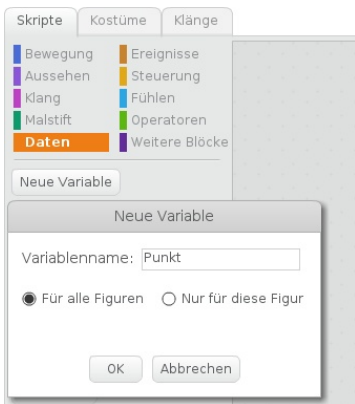 Skripte Kostüme Klänge
Bewegung Ereignisse
Aussehen Steuerung
Klang Fühlen
Malstift Operatoren
Daten Weitere Blöcke
Neue Variable
Neue Variable
Variablenname: Punkt
Für alle Figuren Nur für diese Figur
OK Abbrechen